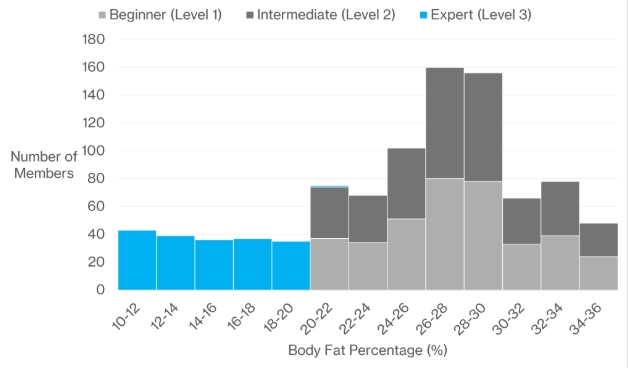 Beginner (Level 1) Intermediate (Level 2) Expert (Level 3)
180
160
140
120
100
80
60
40
20
0
Number of
Members
10-12 12-14 14-16 16-18 18-20 20-22 22-24 24-26 26-28 28-30 30-32 32-34 34-36
Body Fat Percentage (%)